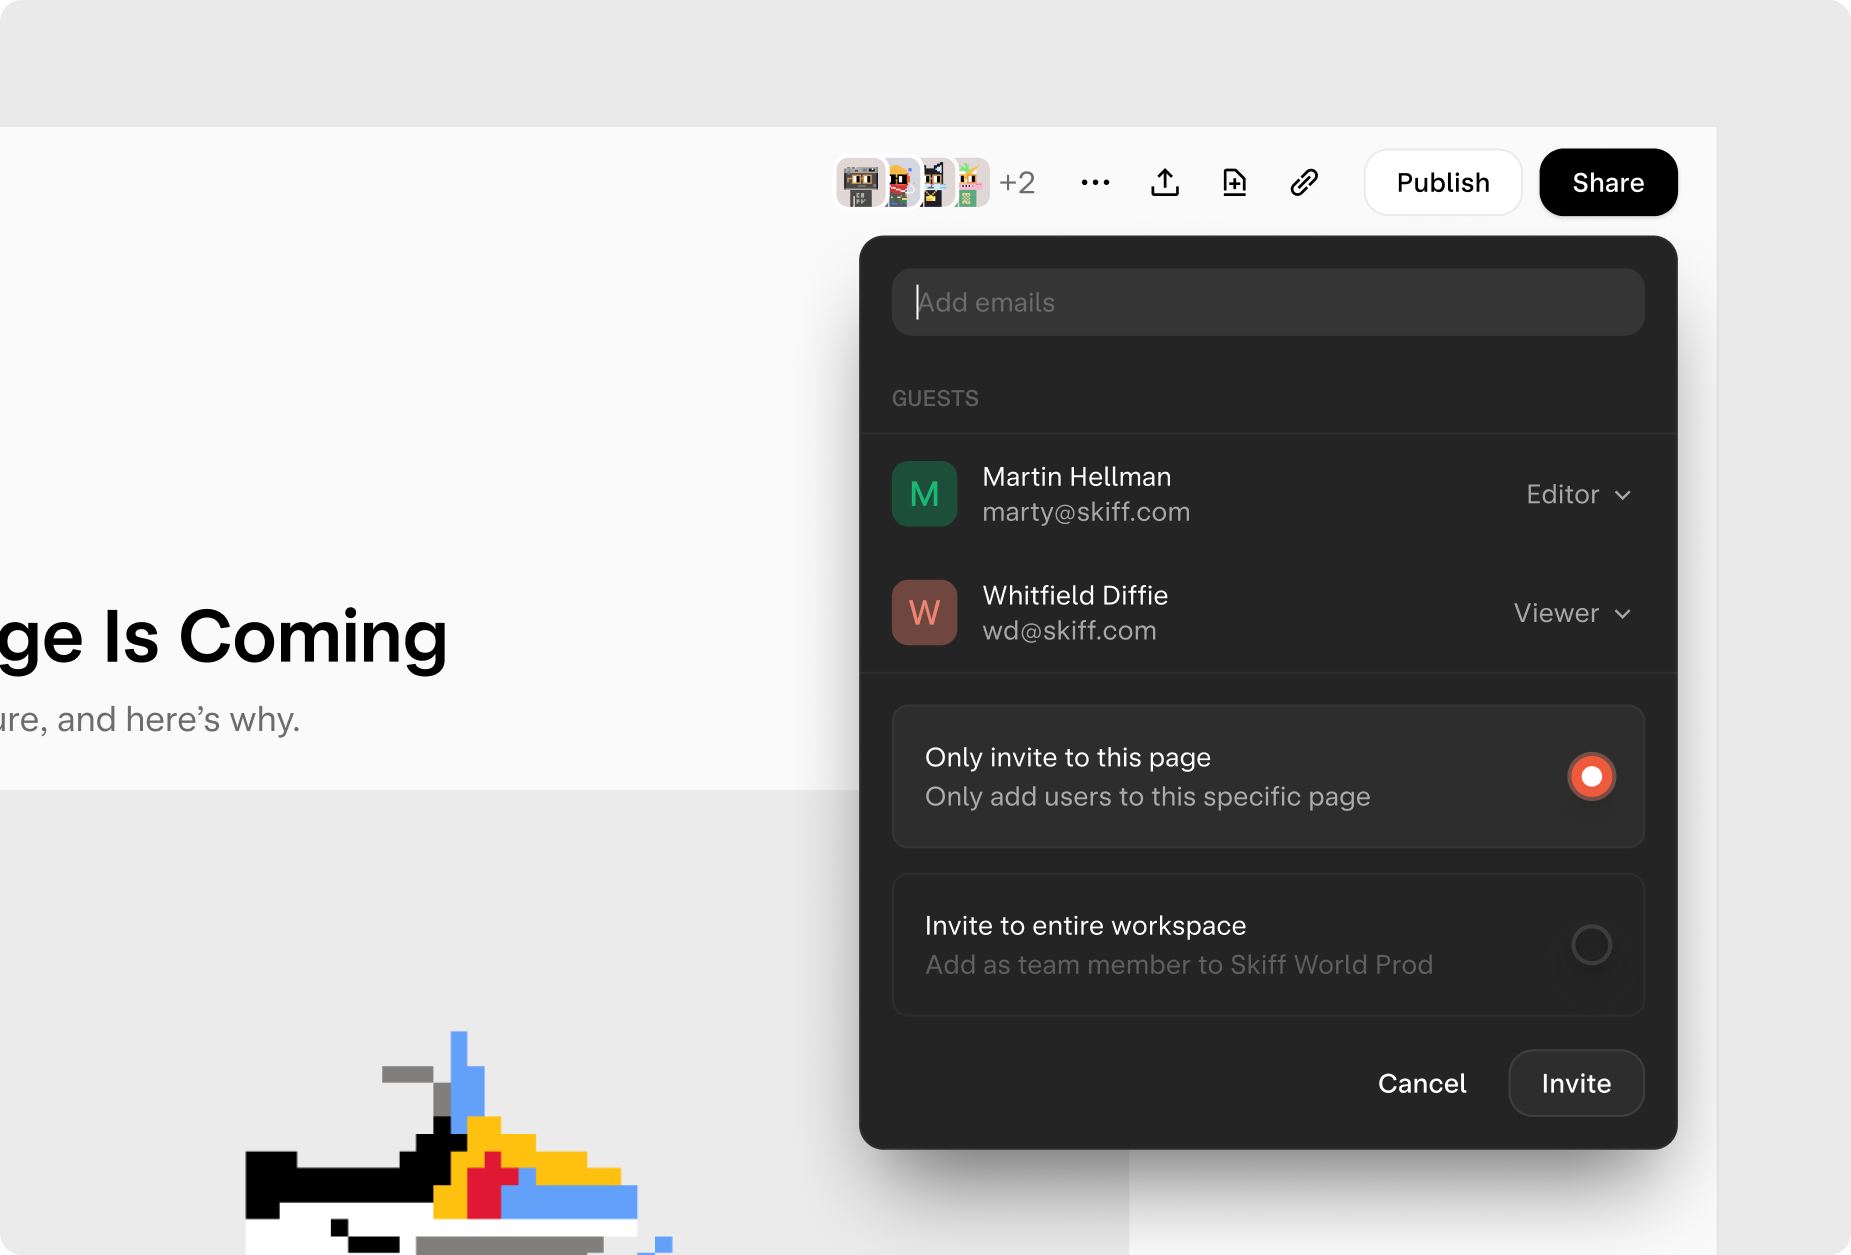 +2
Publish
Share
Add emails
GUESTS
M
Martin Hellman
marty@skiff.com
Editor
W
Whitfield Diffie
wd@skiff.com
Viewer
Only invite to this page
Only add users to this specific page
Invite to entire workspace
Add as team member to Skiff World Prod
Cancel
Invite
ge Is Coming
ure, and here’s why.